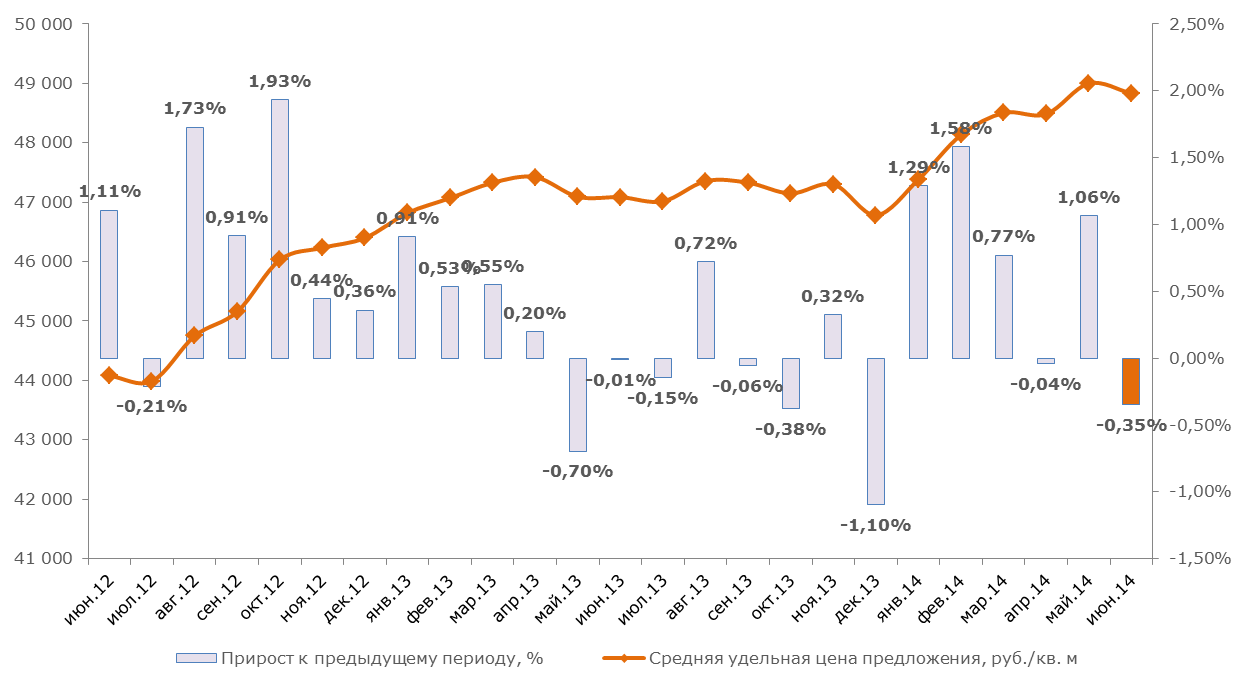 50 000
49 000
48 000
47 000
46 000
45 000
44 000
43 000
42 000
41 000
2,50%
2,00%
1,50%
1,00%
0,50%
0,00%
-0,50%
-1,00%
-1,50%
1,11%
-0,21%
1,73%
0,91%
1,93%
0,44%
0,36%
0,91%
0,53%
0,55%
0,20%
-0,70%
-0,01%
-0,15%
0,72%
-0,06%
-0,38%
0,32%
-1,10%
1,29%
1,58%
0,77%
-0,04%
1,06%
-0,35%
июн.12
июл.12
авг.12
сен.12
окт.12
ноя.12
дек.12
янв.13
фев.13
мар.13
апр.13
май.13
июн.13
июл.13
авг.13
сен.13
окт.13
ноя.13
дек.13
янв.14
фев.14
мар.14
апр.14
май.14
июн.14
Прирост к предыдущему периоду, %
Средняя удельная цена предложения, руб./кв. м